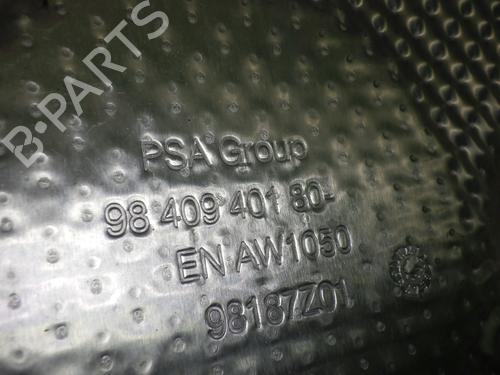 B-PARTS
PSA Group
98 409 401 80-
EN AW1050
98187Z01